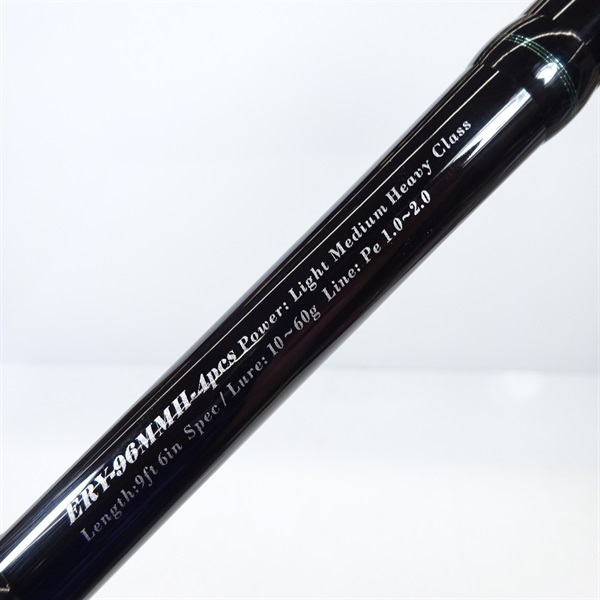 ERY-96MMH-4pcs Power: Light Medium Heavy Class
Length:9ft 6in Spec/Lure: 10~60g Line: Pe 1.0~2.0